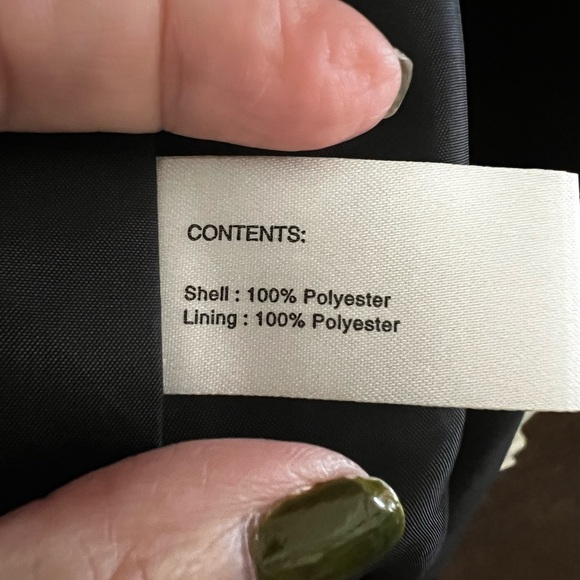 CONTENTS:
Shell : 100% Polyester
Lining : 100% Polyester